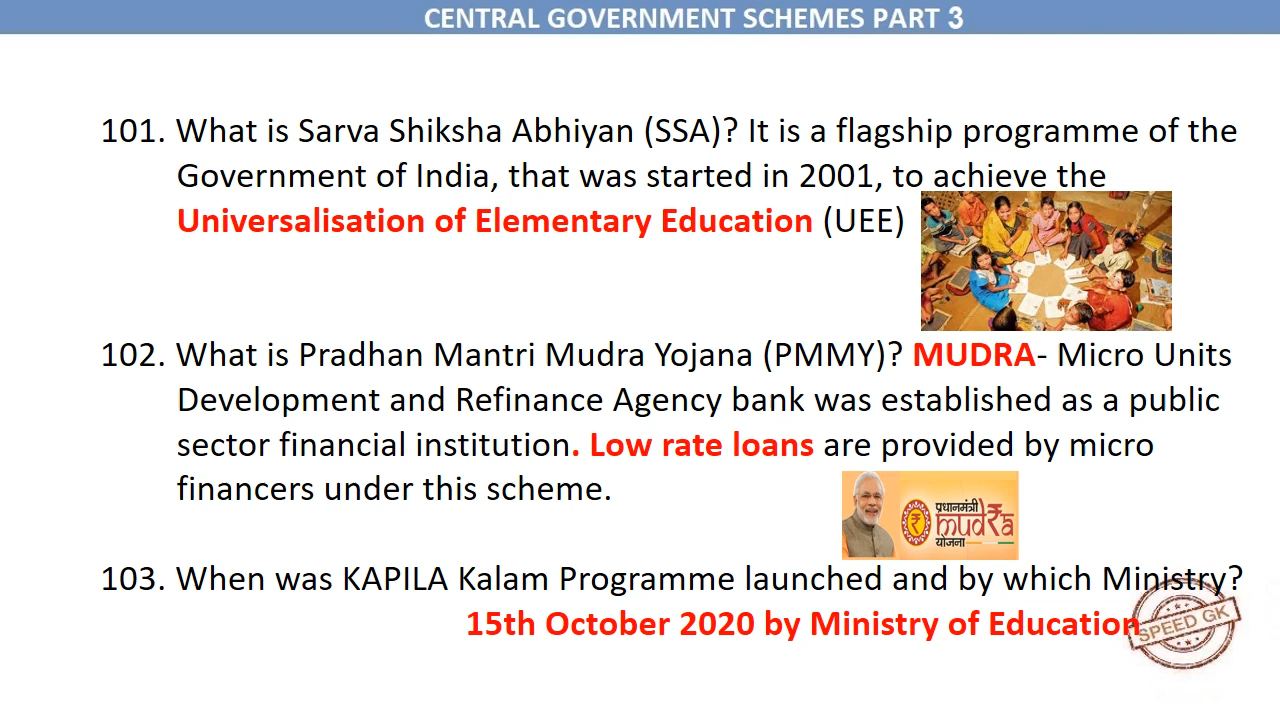 CENTRAL GOVERNMENT SCHEMES PART 3
101. What is Sarva Shiksha Abhiyan (SSA)? It is a flagship programme of the
Government of India, that was started in 2001, to achieve the
Universalisation of Elementary Education (UEE)
102. What is Pradhan Mantri Mudra Yojana (PMMY)? MUDRA- Micro Units
Development and Refinance Agency bank was established as a public
sector financial institution. Low rate loans are provided by micro
financers under this scheme.
प्रधानमंत्री
mudra
योजना
103. When was KAPILA Kalam Programme launched and by which Ministry?
15th October 2020 by Ministry of Education
SPEED GK